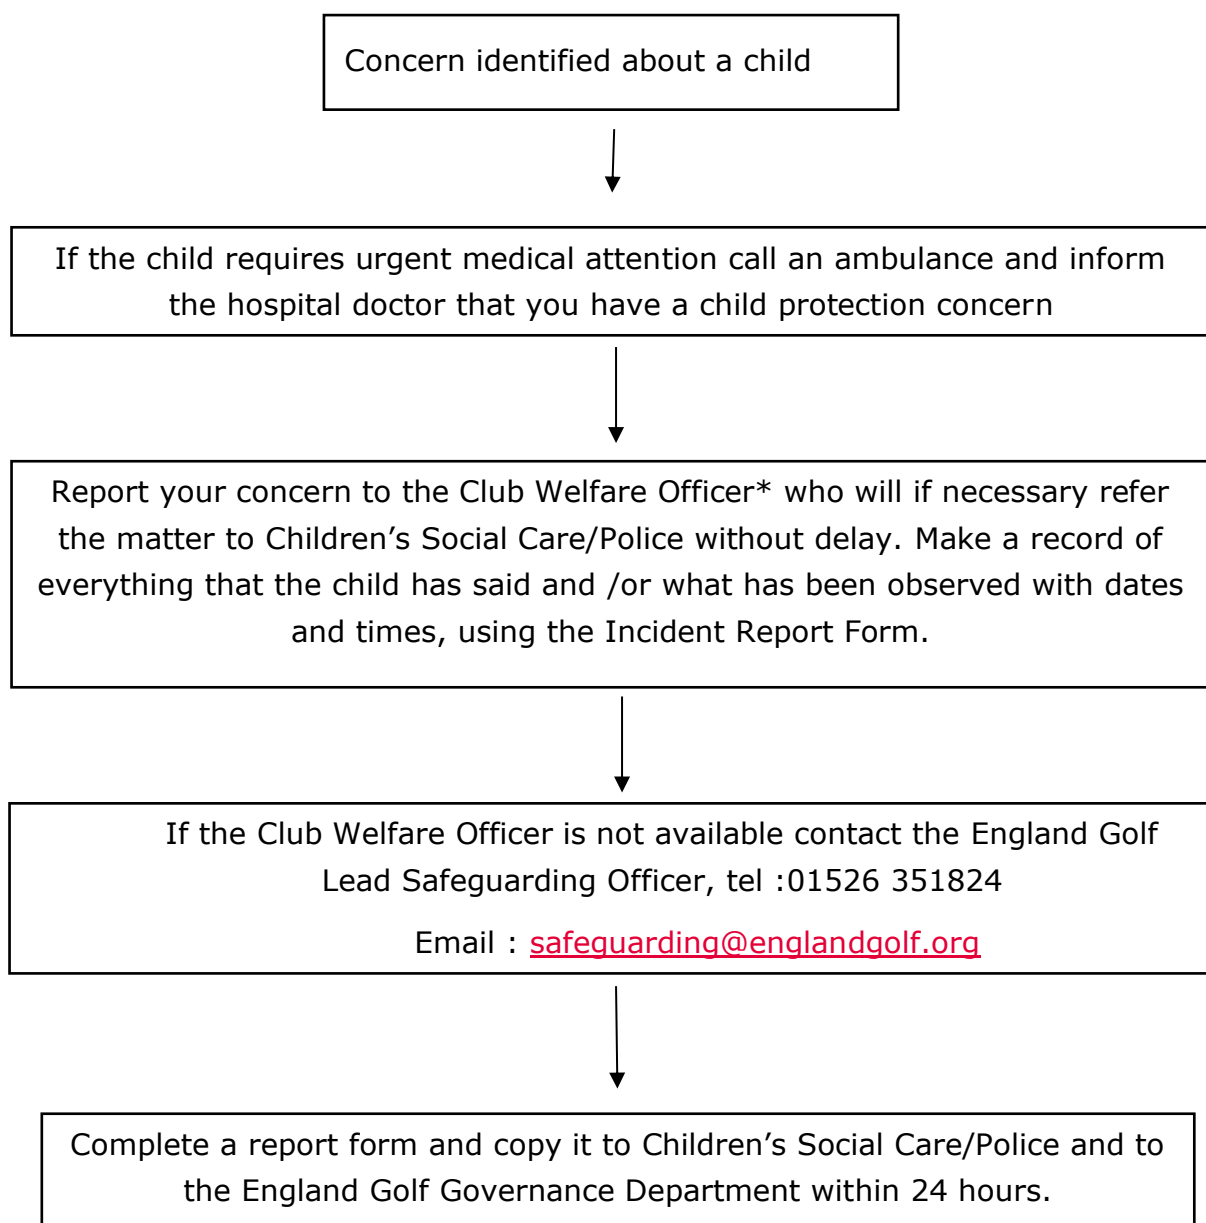 Concern identified about a child
If the child requires urgent medical attention call an ambulance and inform
the hospital doctor that you have a child protection concern
Report your concern to the Club Welfare Officer* who will if necessary refer
the matter to Children’s Social Care/Police without delay. Make a record of
everything that the child has said and /or what has been observed with dates
and times, using the Incident Report Form.
If the Club Welfare Officer is not available contact the England Golf
Lead Safeguarding Officer, tel :01526 351824
Email : safeguarding@englandgolf.org
Complete a report form and copy it to Children’s Social Care/Police and to
the England Golf Governance Department within 24 hours.